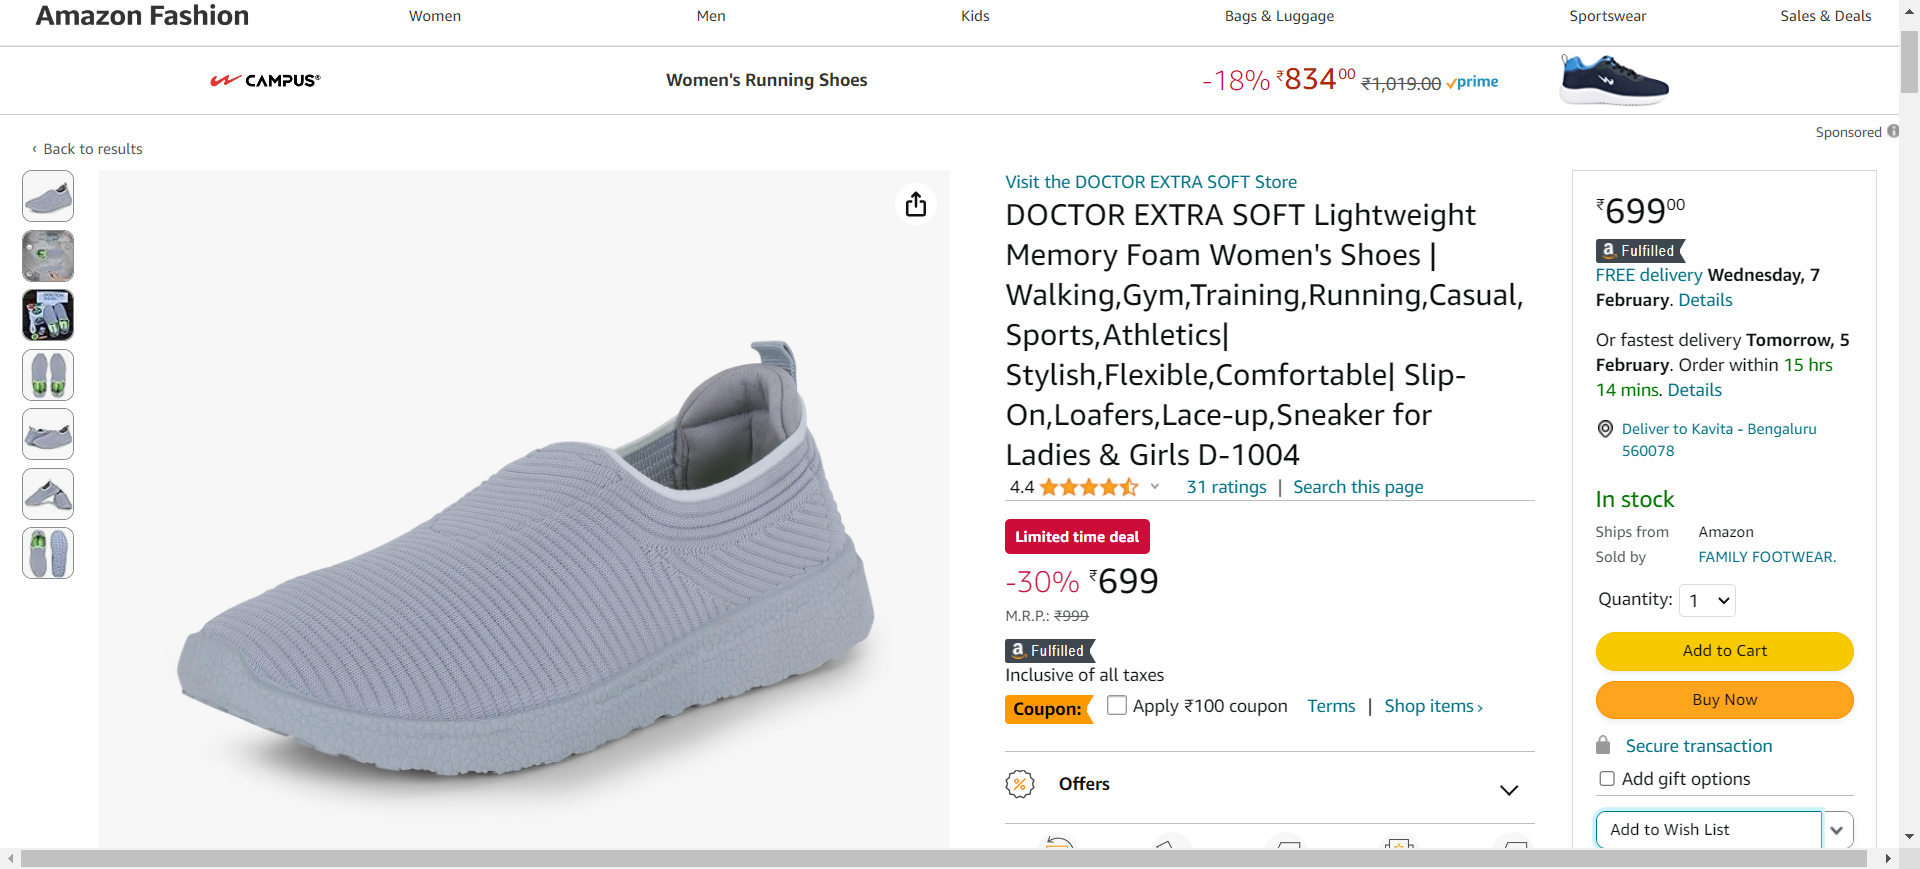 Amazon Fashion
Women
Men
Kids
Bags & Luggage
Sportswear
Sales & Deals
CAMPUS®
Women's Running Shoes
-18% ₹83400 ₹1,019.00 prime
Sponsored
‹ Back to results
Visit the DOCTOR EXTRA SOFT Store
DOCTOR EXTRA SOFT Lightweight
Memory Foam Women's Shoes |
Walking,Gym,Training,Running,Casual,
Sports,Athletics|
Stylish,Flexible,Comfortable| Slip-
On,Loafers,Lace-up,Sneaker for
Ladies & Girls D-1004
4.4
31 ratings | Search this page
Limited time deal
-30% ₹699
M.R.P.: ₹999
a Fulfilled
Inclusive of all taxes
Coupon: Apply ₹100 coupon Terms | Shop items ›
Offers
₹69900
a Fulfilled
FREE delivery Wednesday, 7
February. Details
Or fastest delivery Tomorrow, 5
February. Order within 15 hrs
14 mins. Details
Deliver to Kavita - Bengaluru
560078
In stock
Ships from Amazon
Sold by FAMILY FOOTWEAR.
Quantity: 1
Add to Cart
Buy Now
Secure transaction
Add gift options
Add to Wish List